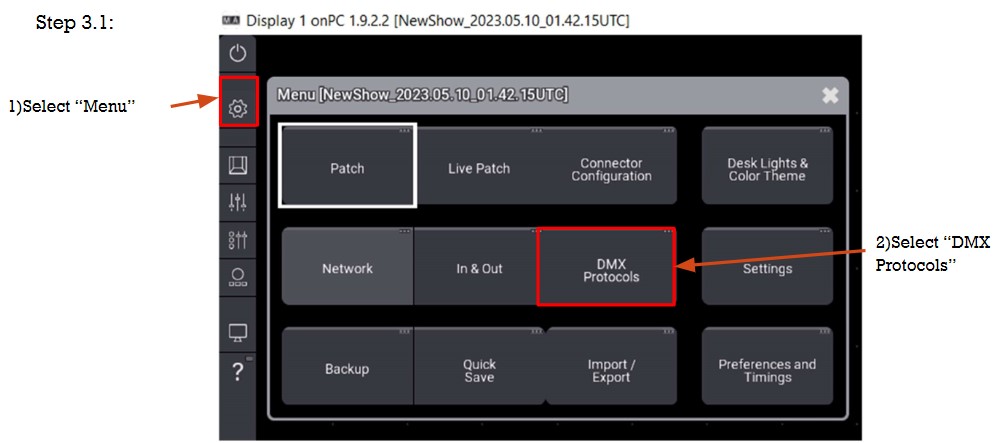 Step 3.1:
MA Display 1 onPC 1.9.2.2 [NewShow_2023.05.10_01.42.15UTC]
1)Select “Menu”
Menu [NewShow_2023.05.10_01.42.15UTC]
Patch
Live Patch
Connector
Configuration
Desk Lights &
Color Theme
Network
In & Out
DMX
Protocols
Settings
2)Select “DMX
Protocols”
Backup
Quick
Save
Import /
Export
Preferences and
Timings
?